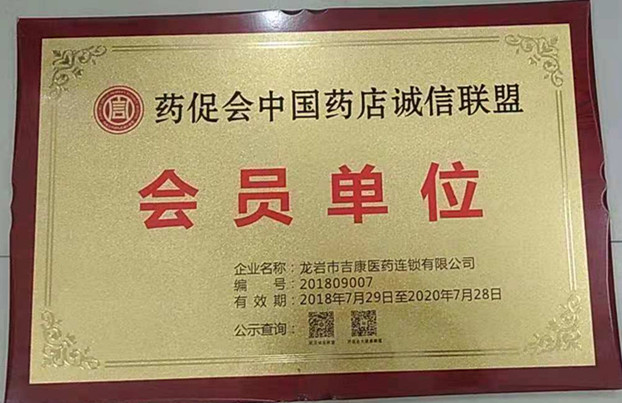 药促会中国药店诚信联盟
会员单位
企业名称：龙岩市吉康医药连锁有限公司
编 号：201809007
有 效 期：2018年7月29日至2020年7月28日
公示查询：